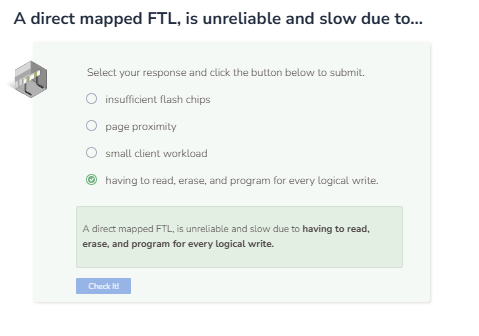 A direct mapped FTL, is unreliable and slow due to...
Select your response and click the button below to submit.
insufficient flash chips
page proximity
small client workload
having to read, erase, and program for every logical write.
A direct mapped FTL, is unreliable and slow due to having to read,
erase, and program for every logical write.
Check It!